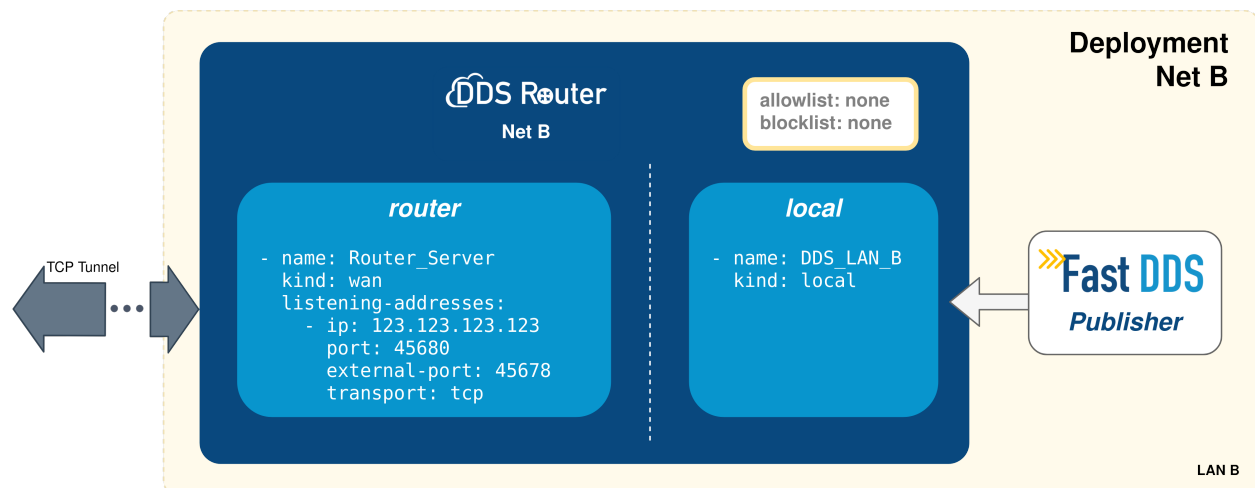 Deployment
Net B
DDS Router
Net B
allowlist: none
blocklist: none
router
- name: Router_Server
kind: wan
listening-addresses:
- ip: 123.123.123.123
port: 45680
external-port: 45678
transport: tcp
local
- name: DDS_LAN_B
kind: local
TCP Tunnel
Fast DDS
Publisher
LAN B